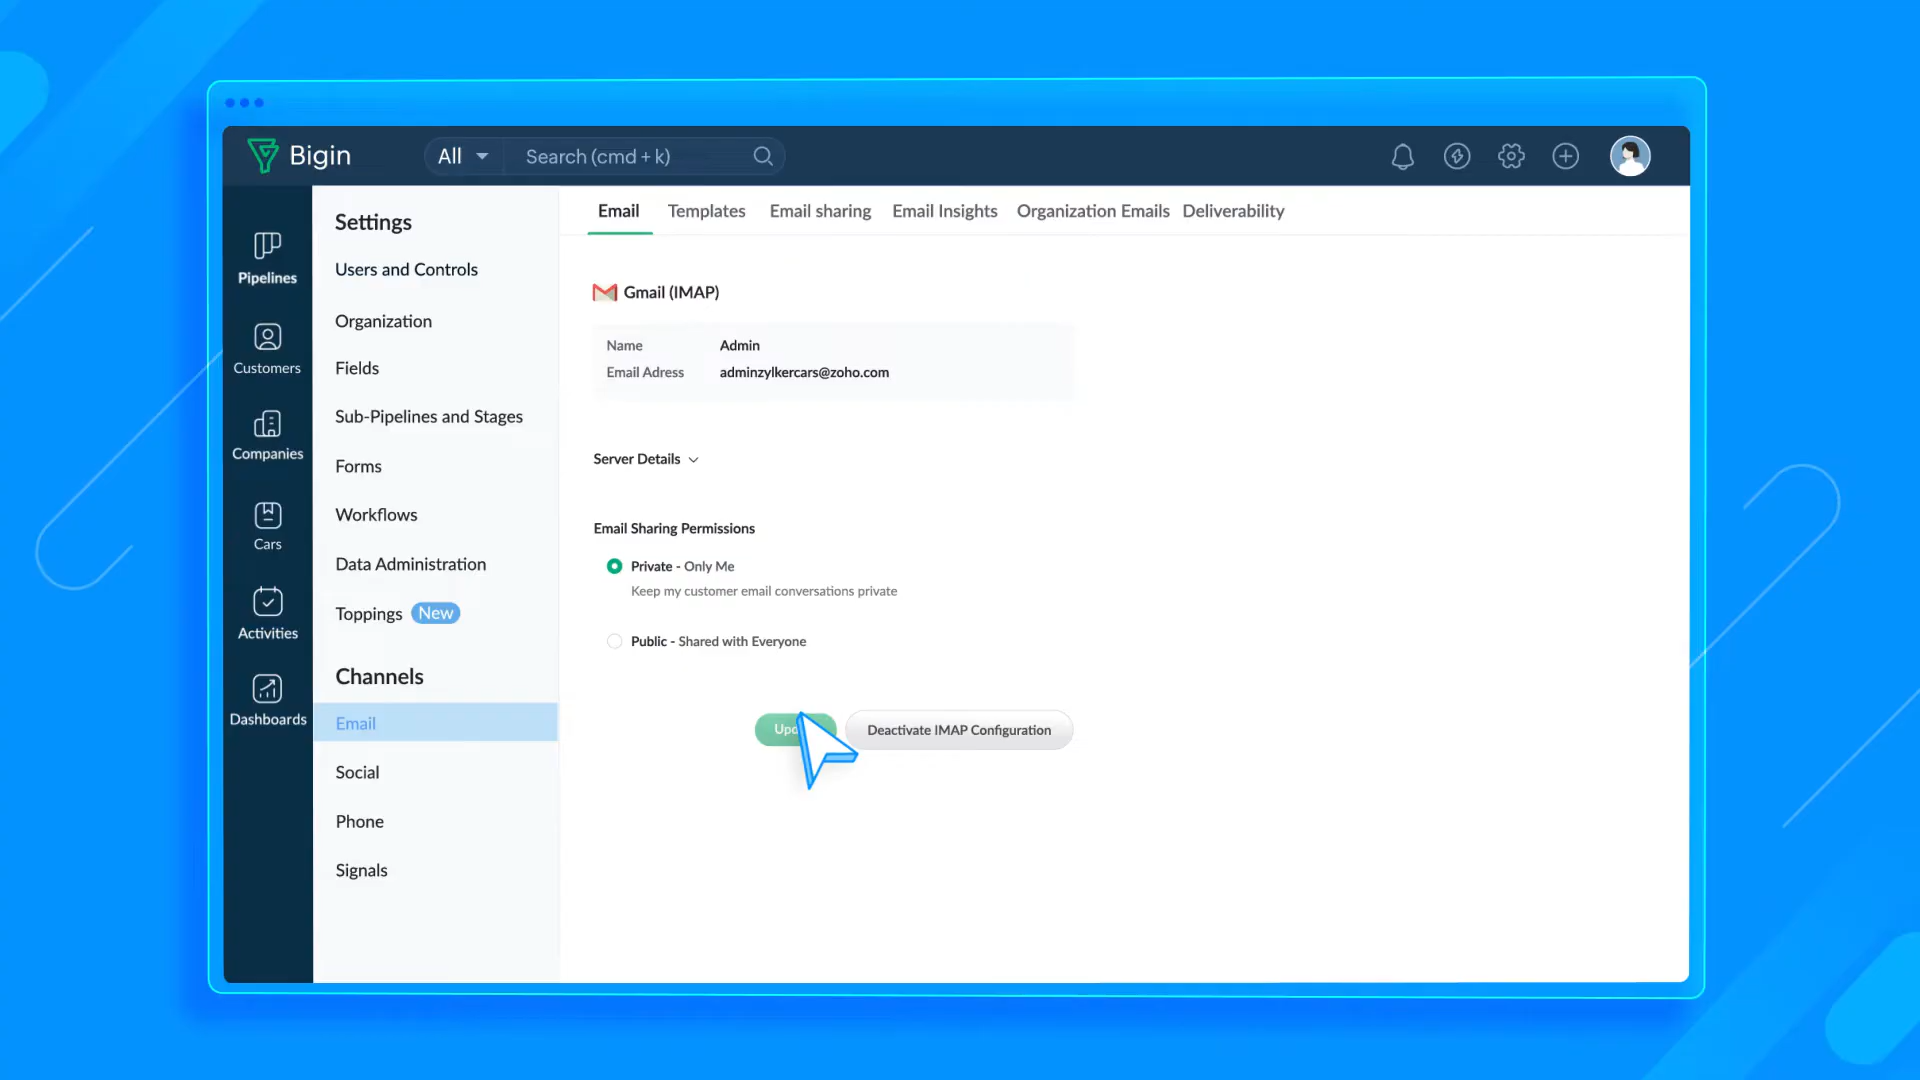 Bigin
All
Search (cmd + k)
Pipelines
Customers
Companies
Cars
Activities
Dashboards
Settings
Users and Controls
Organization
Fields
Sub-Pipelines and Stages
Forms
Workflows
Data Administration
Toppings New
Channels
Email
Social
Phone
Signals
Email Templates Email sharing Email Insights Organization Emails Deliverability
Gmail (IMAP)
Name Admin
Email Adress adminzylkercars@zoho.com
Server Details
Email Sharing Permissions
Private - Only Me
Keep my customer email conversations private
Public - Shared with Everyone
Deactivate IMAP Configuration